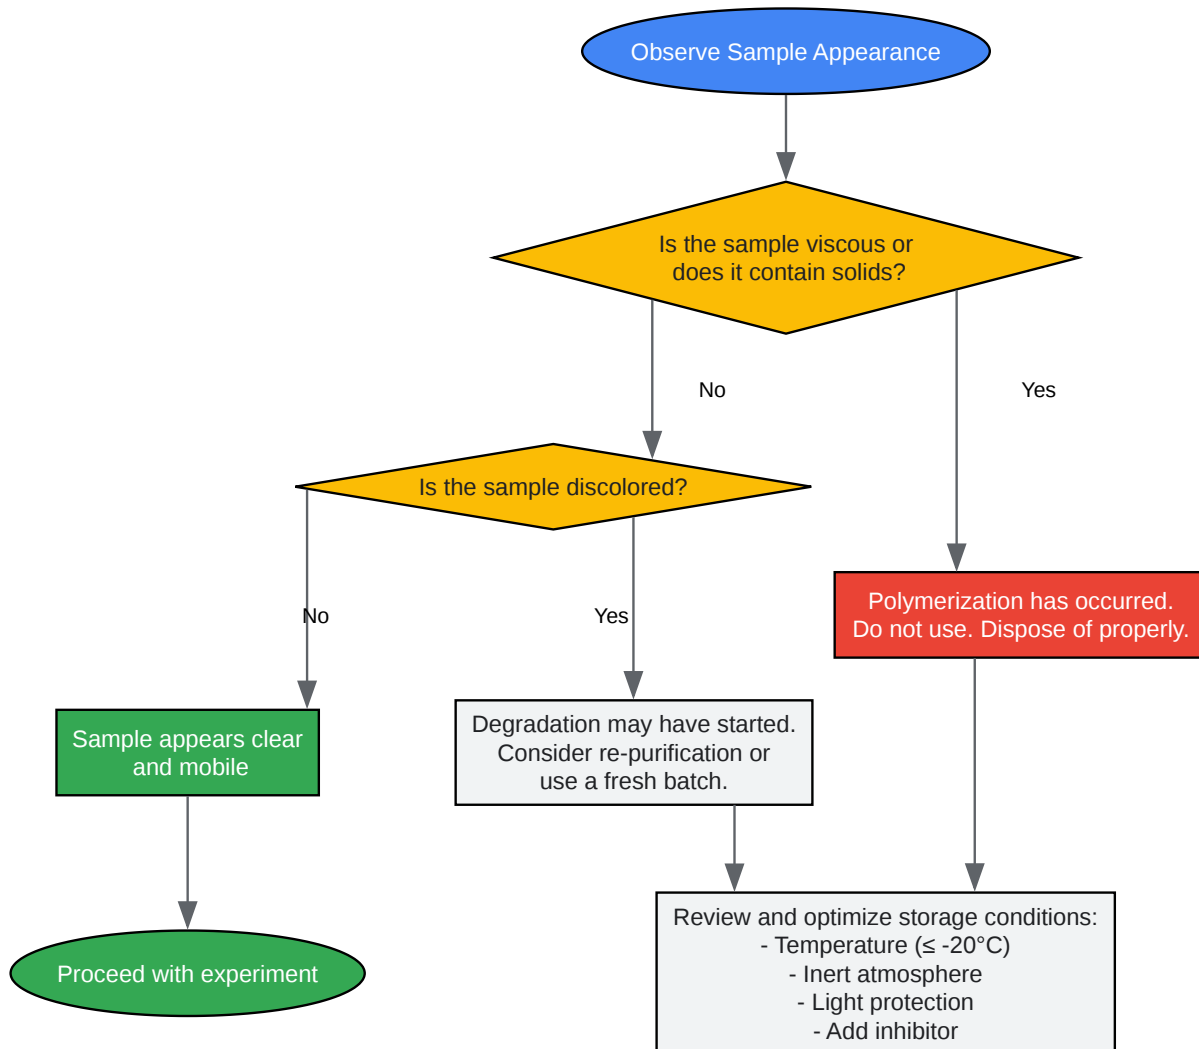 Observe Sample Appearance
Is the sample viscous or
does it contain solids?
No
Yes
Is the sample discolored?
No
Yes
Polymerization has occurred.
Do not use. Dispose of properly.
Sample appears clear
and mobile
Degradation may have started.
Consider re-purification or
use a fresh batch.
Proceed with experiment
Review and optimize storage conditions:
- Temperature (≤ -20°C)
- Inert atmosphere
- Light protection
- Add inhibitor